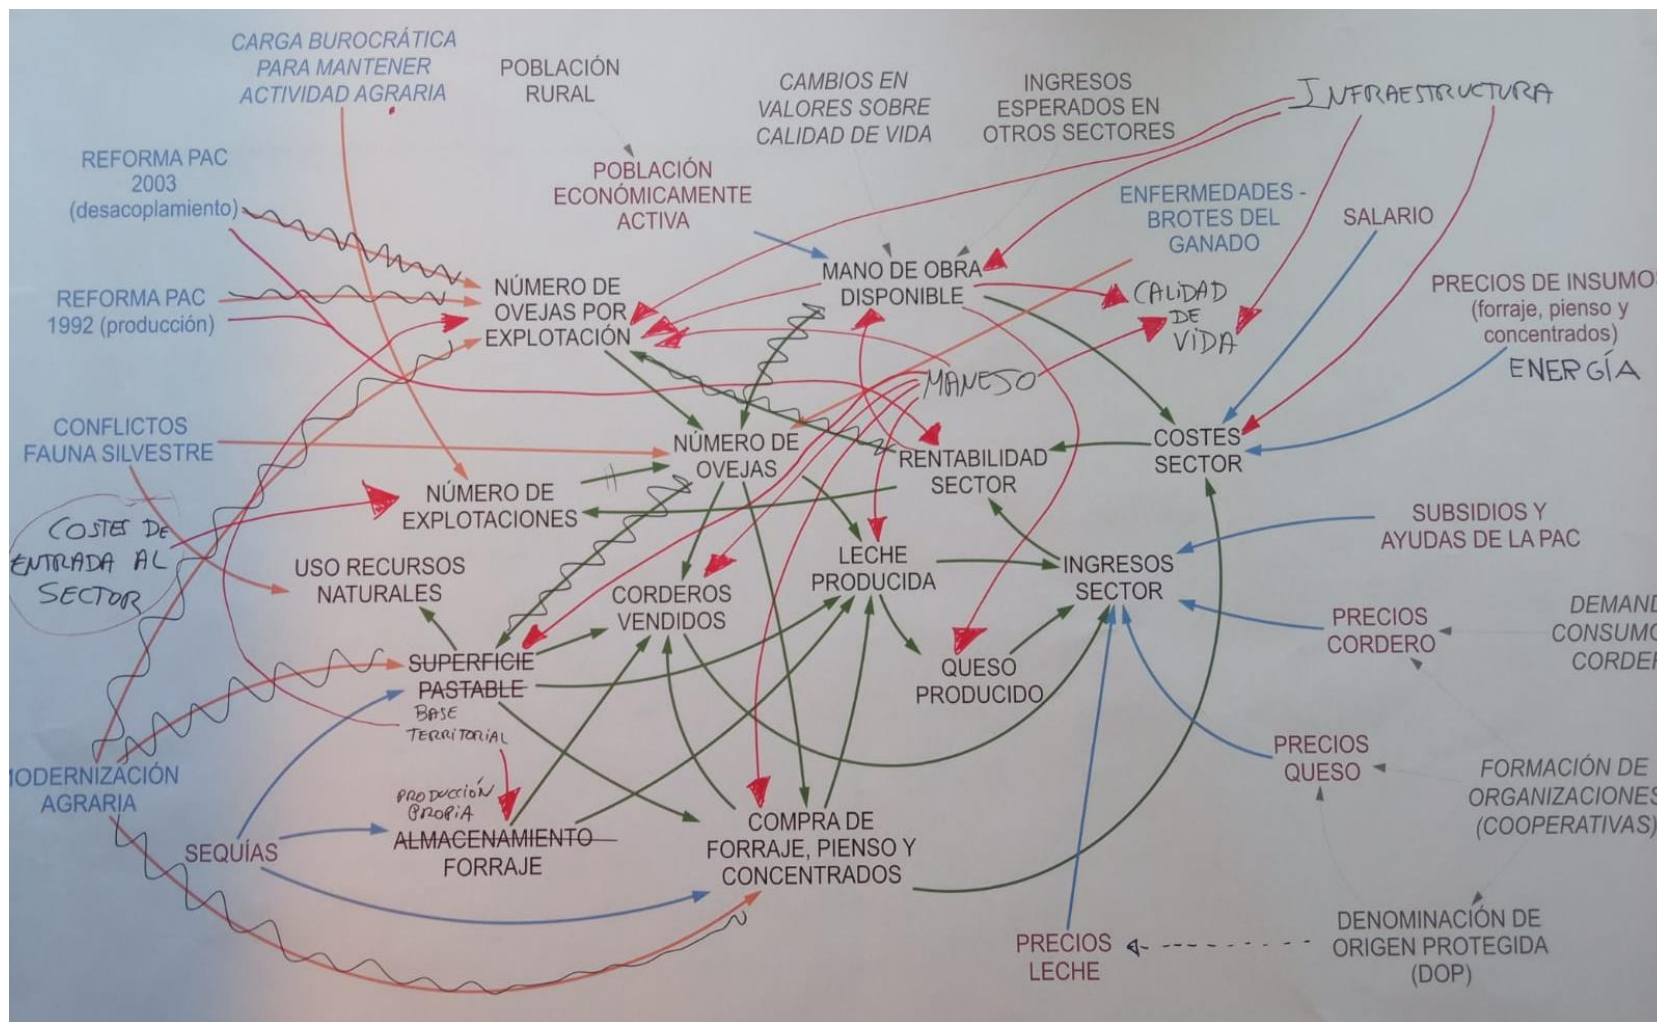 CARGA BUROCRÁTICA
PARA MANTENER
ACTIVIDAD AGRARIA
POBLACIÓN
RURAL
CAMBIOS EN
VALORES SOBRE
CALIDAD DE VIDA
INGRESOS
ESPERADOS EN
OTROS SECTORES
INFRAESTRUCTURA
REFORMA PAC
2003
(desacoplamiento)
POBLACIÓN
ECONÓMICAMENTE
ACTIVA
ENFERMEDADES -
BROTES DEL
GANADO
SALARIO
REFORMA PAC
1992 (producción)
NÚMERO DE
OVEJAS POR
EXPLOTACIÓN
MANO DE OBRA
DISPONIBLE
CALIDAD
DE
VIDA
PRECIOS DE INSUMO
(forraje, pienso y
concentrados)
ENERGÍA
MANEJO
CONFLICTOS
FAUNA SILVESTRE
NÚMERO DE
OVEJAS
RENTABILIDAD
SECTOR
COSTES
SECTOR
NÚMERO DE
EXPLOTACIONES
COSTES DE
ENTRADA AL
SECTOR
SUBSIDIOS Y
AYUDAS DE LA PAC
USO RECURSOS
NATURALES
CORDEROS
VENDIDOS
LECHE
PRODUCIDA
INGRESOS
SECTOR
PRECIOS
CORDERO
DEMAND
CONSUMO
CORDER
SUPERFICIE
PASTABLE
BASE
TERRITORIAL
QUESO
PRODUCIDO
PRECIOS
QUESO
FORMACIÓN DE
ORGANIZACIONES
(COOPERATIVAS)
MODERNIZACIÓN
AGRARIA
SEQUÍAS
PRODUCCIÓN
PROPIA
ALMACENAMIENTO
FORRAJE
COMPRA DE
FORRAJE, PIENSO Y
CONCENTRADOS
PRECIOS
LECHE
DENOMINACIÓN DE
ORIGEN PROTEGIDA
(DOP)